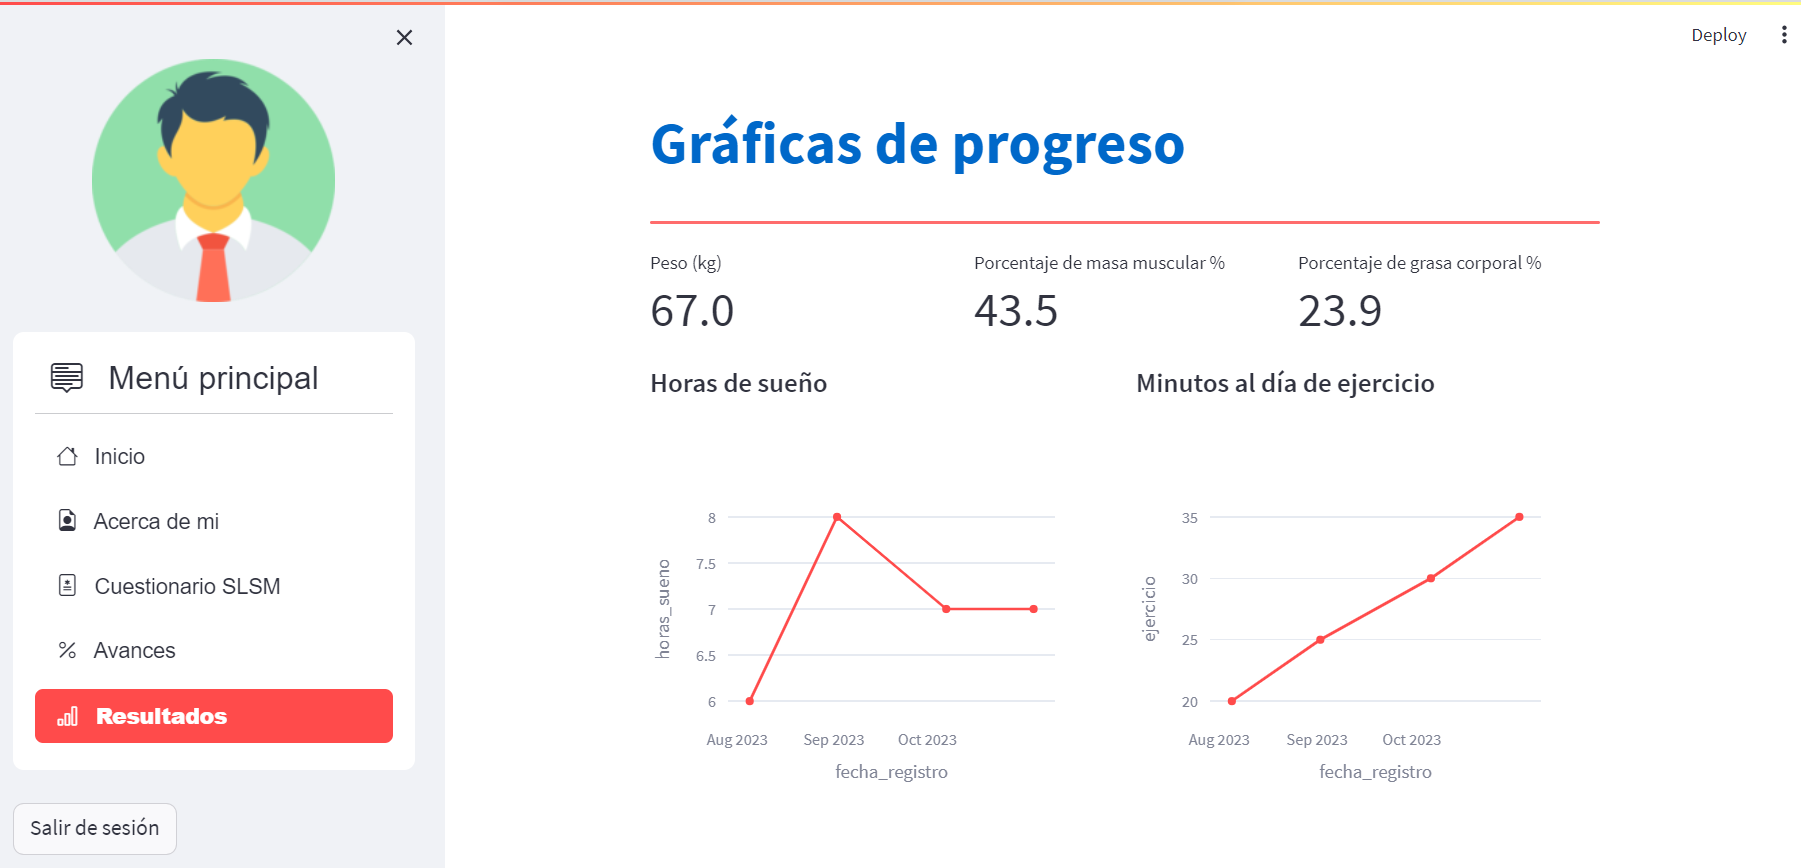 Deploy
Menú principal
Inicio
Acerca de mi
Cuestionario SLSM
Avances
Resultados
Salir de sesión
Gráficas de progreso
Peso (kg)
67.0
Porcentaje de masa muscular %
43.5
Porcentaje de grasa corporal %
23.9
Horas de sueño
8
7.5
7
6.5
6
horas_sueno
Aug 2023 Sep 2023 Oct 2023
fecha_registro
Minutos al día de ejercicio
35
30
25
20
ejercicio
Aug 2023 Sep 2023 Oct 2023
fecha_registro